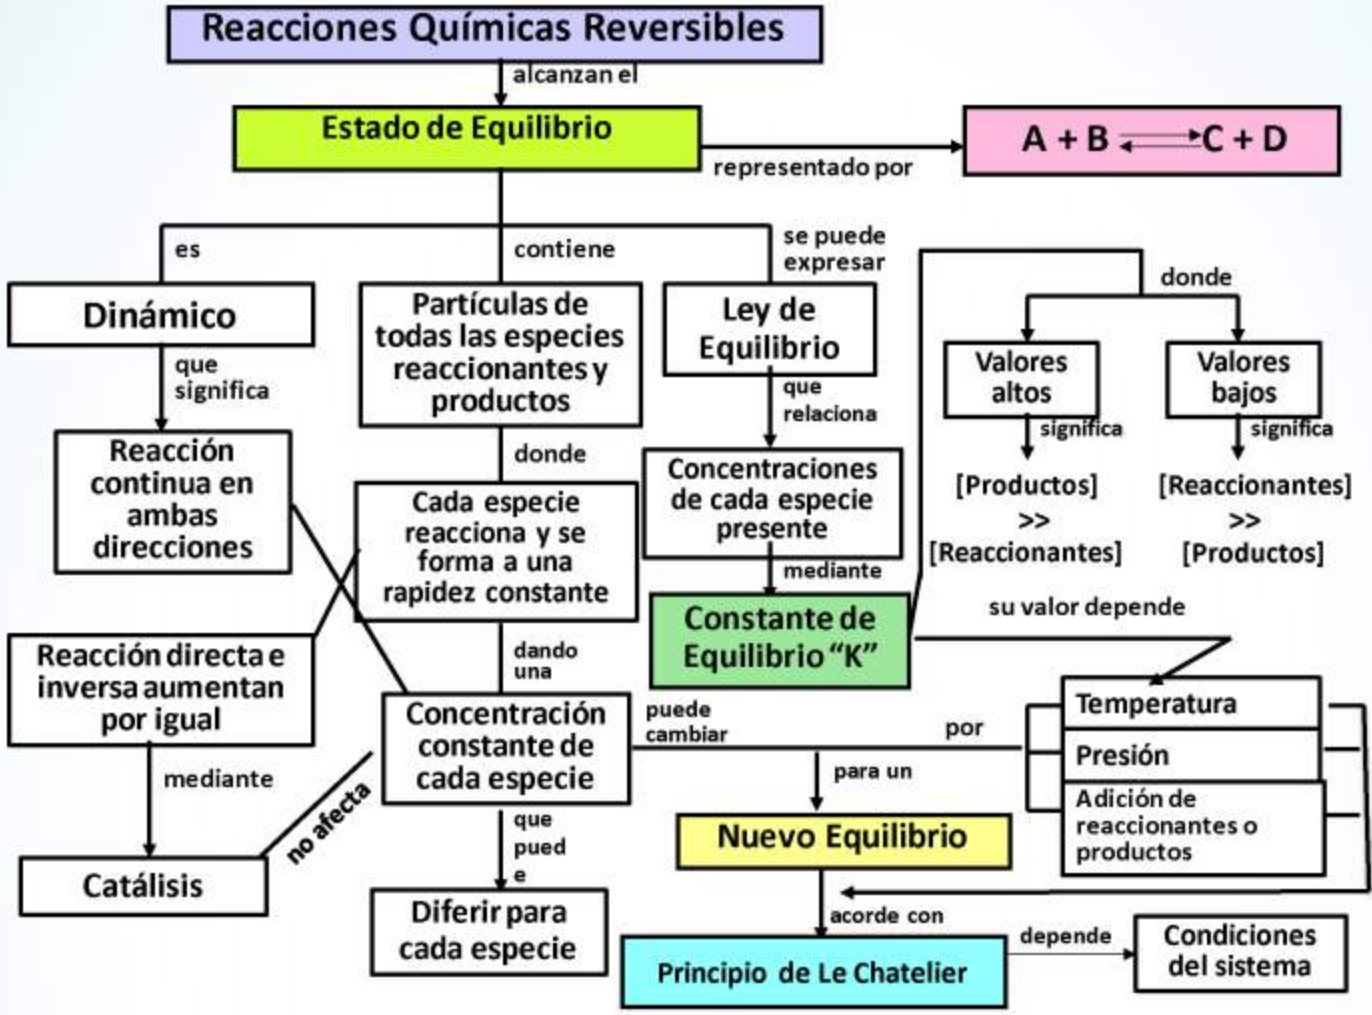 Reacciones Químicas Reversibles
alcanzan el
Estado de Equilibrio
representado por
A + B ⇄ C + D
es
contiene
se puede
expresar
Dinámico
Partículas de
todas las especies
reaccionantes y
productos
Ley de
Equilibrio
donde
Valores
altos
Valores
bajos
que
significa
que
relaciona
significa
significa
Reacción
continua en
ambas
direcciones
donde
Cada especie
reacciona y se
forma a una
rapidez constante
Concentraciones
de cada especie
presente
[Productos]
>>
[Reaccionantes]
[Reaccionantes]
>>
[Productos]
mediante
Constante de
Equilibrio “K”
su valor depende
Reacción directa e
inversa aumentan
por igual
dando
una
Concentración
constante de
cada especie
puede
cambiar
por
Temperatura
Presión
Adición de
reaccionantes o
productos
mediante
no afecta
para un
Nuevo Equilibrio
Catálisis
que
pued
e
Diferir para
cada especie
acorde con
Principio de Le Chatelier
depende
Condiciones
del sistema